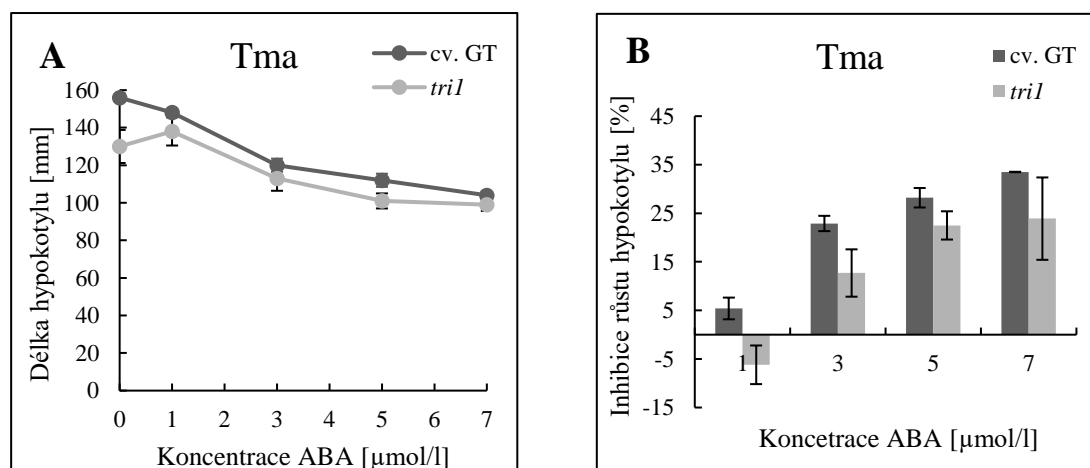 A
Tma
cv. GT
tri1
Délka hypokotylu [mm]
160
140
120
100
80
60
40
20
0
0 1 2 3 4 5 6 7
Koncentrace ABA [µmol/l]
B
Tma
cv. GT
tri1
Inhibice růstu hypokotylu [%]
45
35
25
15
5
-5
-15
1 3 5 7
Koncetrace ABA [µmol/l]